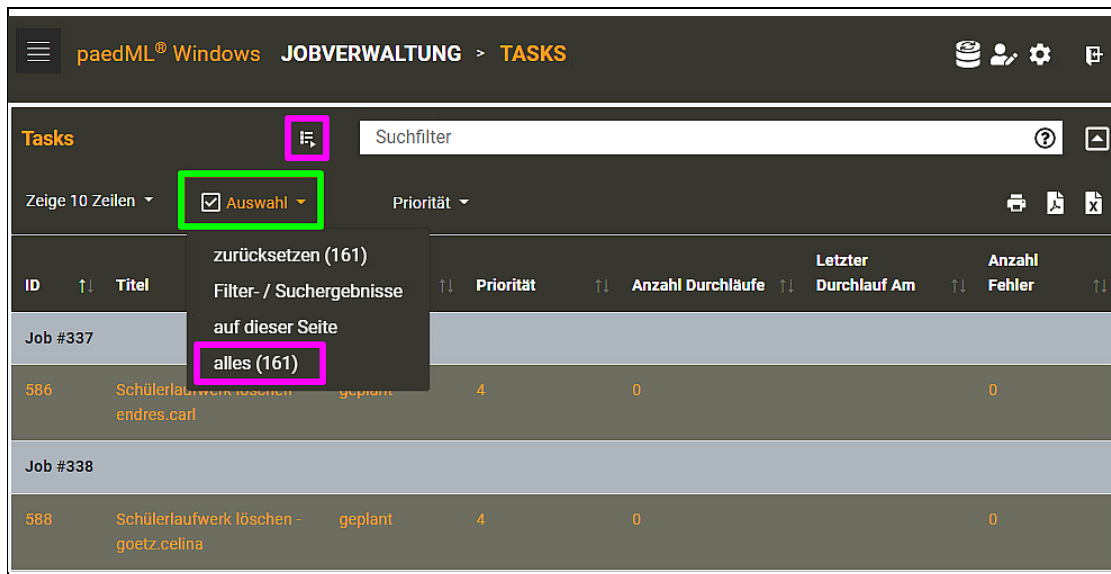 paedML® Windows JOBVERWALTUNG > TASKS
Tasks Suchfilter
Zeige 10 Zeilen Auswahl Priorität
zurücksetzen (161)
Filter- / Suchergebnisse
auf dieser Seite
alles (161)
ID Titel Priorität Anzahl Durchläufe Letzter Durchlauf Am Anzahl Fehler
Job #337
586 Schülerlaufwerk löschen - geplant 4 0 0
endres.carl
Job #338
588 Schülerlaufwerk löschen - geplant 4 0 0
goetz.celina